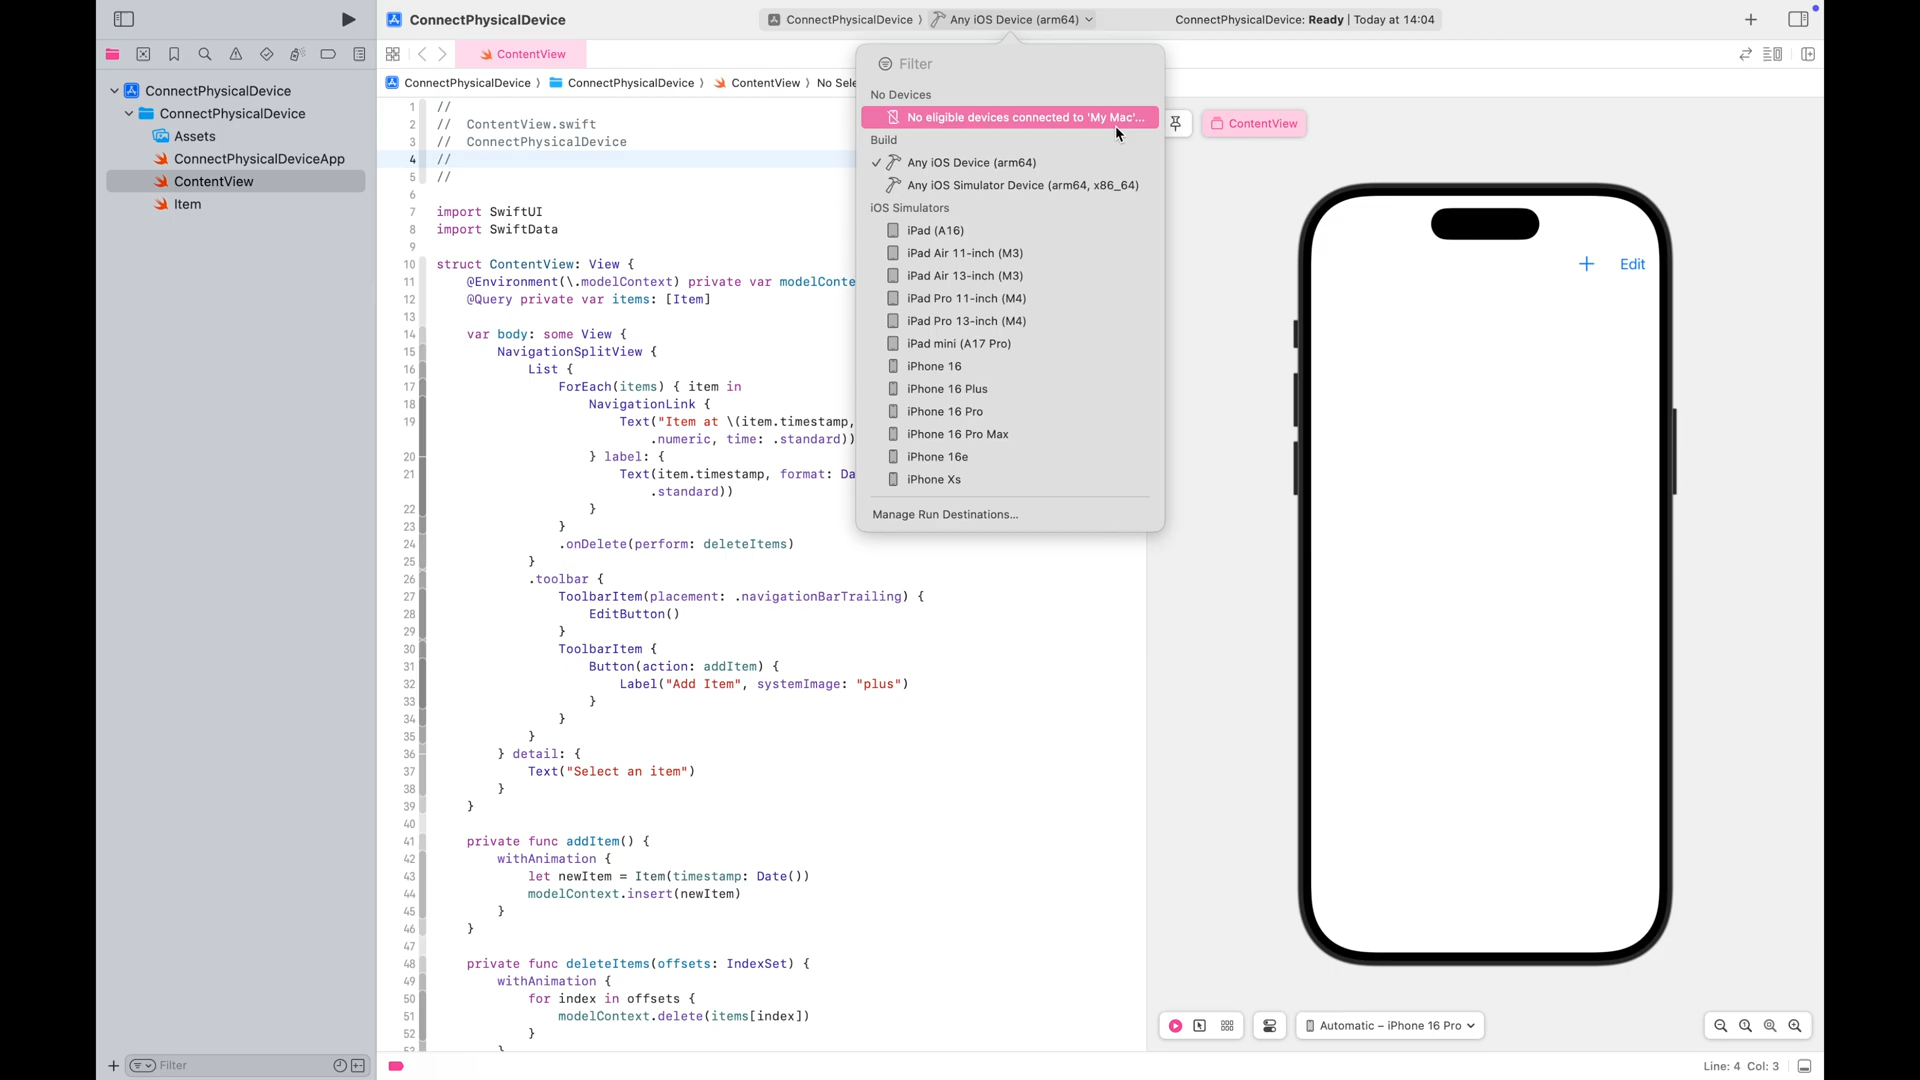 ConnectPhysicalDevice
ConnectPhysicalDevice 〉 Any iOS Device (arm64)
ConnectPhysicalDevice: Ready | Today at 14:04
ContentView
ConnectPhysicalDevice 〉 ConnectPhysicalDevice 〉 ContentView 〉 No Sele
ConnectPhysicalDevice
ConnectPhysicalDevice
Assets
ConnectPhysicalDeviceApp
ContentView
Item
Filter
1 //
2 //  ContentView.swift
3 //  ConnectPhysicalDevice
4 //
5 //
6
7 import SwiftUI
8 import SwiftData
9
10 struct ContentView: View {
11     @Environment(\.modelContext) private var modelConte
12     @Query private var items: [Item]
13
14     var body: some View {
15         NavigationSplitView {
16             List {
17                 ForEach(items) { item in
18                     NavigationLink {
19                         Text("Item at \(item.timestamp,
.numeric, time: .standard))
20                     } label: {
21                         Text(item.timestamp, format: Da
.standard))
22                     }
23                 }
24                 .onDelete(perform: deleteItems)
25             }
26             .toolbar {
27                 ToolbarItem(placement: .navigationBarTrailing) {
28                     EditButton()
29                 }
30                 ToolbarItem {
31                     Button(action: addItem) {
32                         Label("Add Item", systemImage: "plus")
33                     }
34                 }
35             }
36         } detail: {
37             Text("Select an item")
38         }
39     }
40
41     private func addItem() {
42         withAnimation {
43             let newItem = Item(timestamp: Date())
44             modelContext.insert(newItem)
45         }
46     }
47
48     private func deleteItems(offsets: IndexSet) {
49         withAnimation {
50             for index in offsets {
51                 modelContext.delete(items[index])
52             }
Filter
No Devices
No eligible devices connected to 'My Mac'...
Build
Any iOS Device (arm64)
Any iOS Simulator Device (arm64, x86_64)
iOS Simulators
iPad (A16)
iPad Air 11-inch (M3)
iPad Air 13-inch (M3)
iPad Pro 11-inch (M4)
iPad Pro 13-inch (M4)
iPad mini (A17 Pro)
iPhone 16
iPhone 16 Plus
iPhone 16 Pro
iPhone 16 Pro Max
iPhone 16e
iPhone Xs
Manage Run Destinations...
ContentView
Edit
Automatic – iPhone 16 Pro
Line: 4 Col: 3